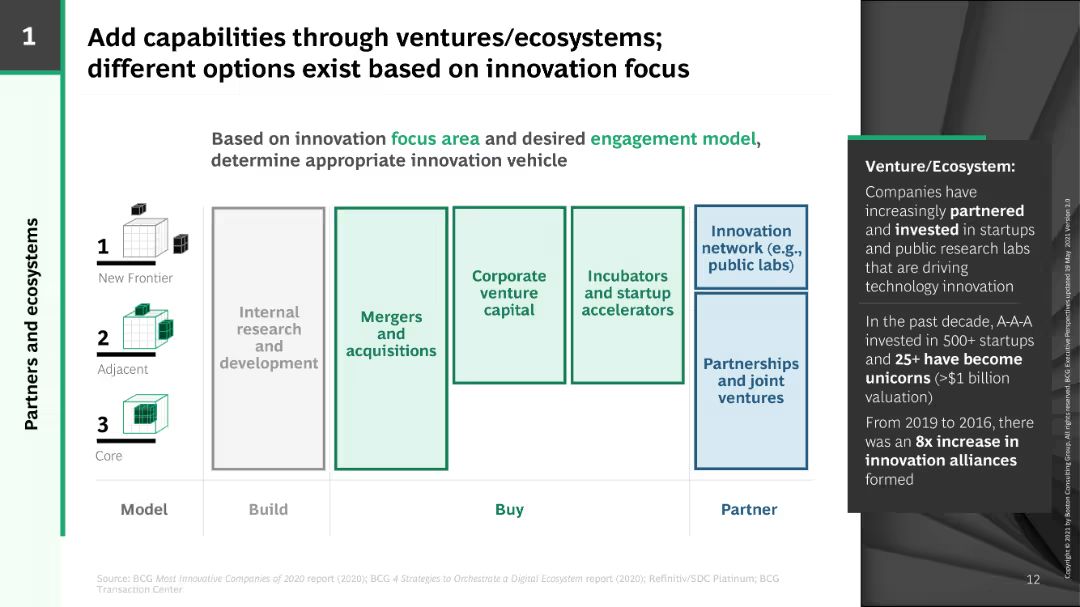 1
Add capabilities through ventures/ecosystems;
different options exist based on innovation focus
Partners and ecosystems
Based on innovation focus area and desired engagement model,
determine appropriate innovation vehicle
1
New Frontier
2
Adjacent
3
Core
Internal
research
and
development
Mergers
and
acquisitions
Corporate
venture
capital
Incubators
and startup
accelerators
Innovation
network (e.g.,
public labs)
Partnerships
and joint
ventures
Model
Build
Buy
Partner
Venture/Ecosystem:
Companies have
increasingly partnered
and invested in startups
and public research labs
that are driving
technology innovation
In the past decade, A-A-A
invested in 500+ startups
and 25+ have become
unicorns (>$1 billion
valuation)
From 2019 to 2016, there
was an 8x increase in
innovation alliances
formed
Source: BCG Most Innovative Companies of 2020 report (2020); BCG 4 Strategies to Orchestrate a Digital Ecosystem report (2020); Refinitiv/SDC Platinum; BCG
Transaction Center
12
Copyright © 2021 by Boston Consulting Group. All rights reserved. BCG Executive Perspectives updated 19 May 2021 Version 1.0